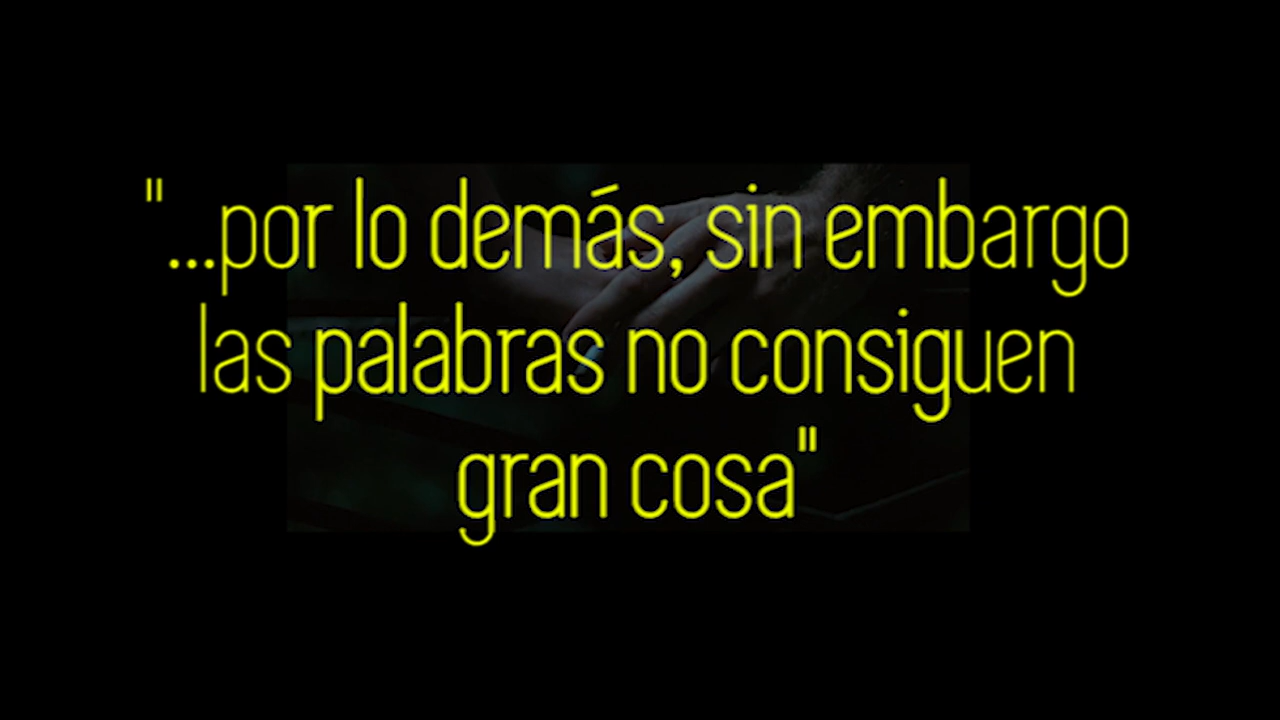 "...por lo demás, sin embargo
las palabras no consiguen
gran cosa"